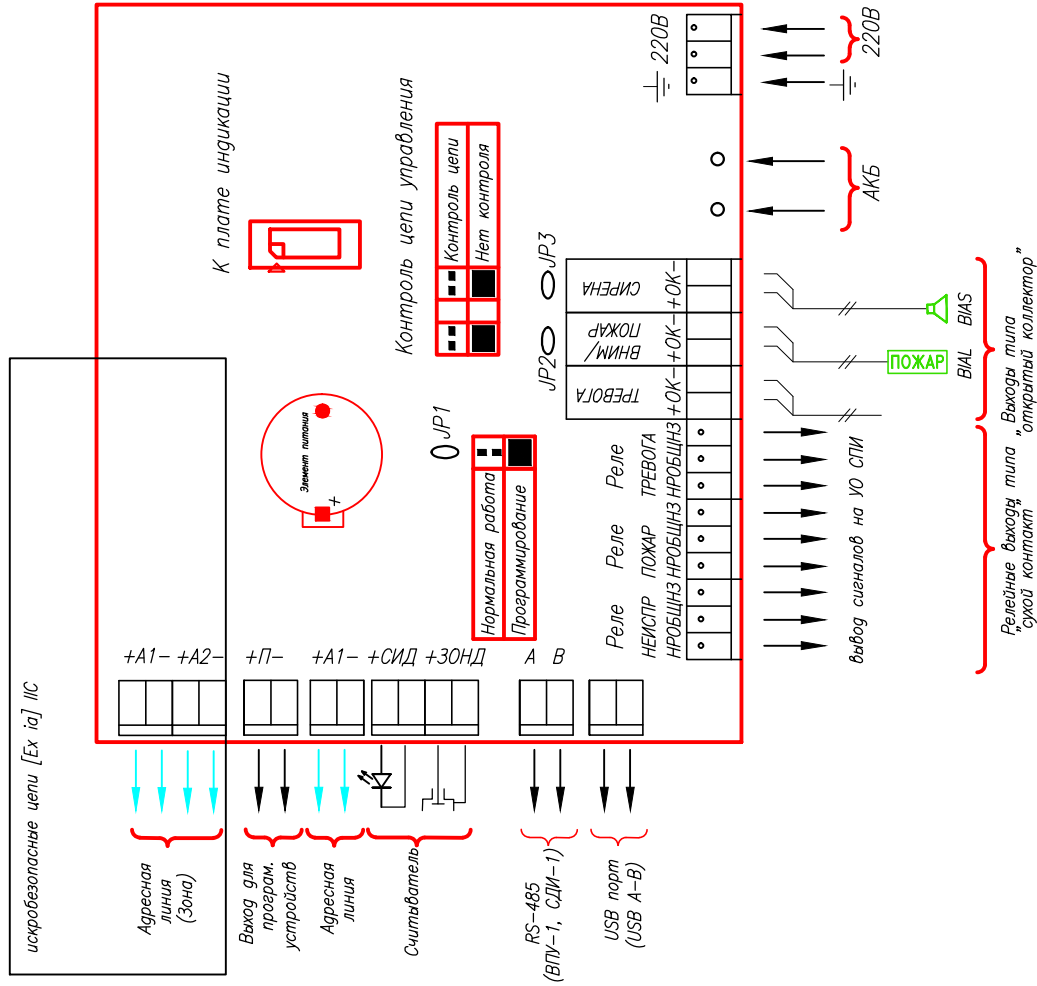 искробезопасные цепи [Ex ia] IIC
К плате индикации
Контроль цепи управления
Контроль цепи
Нет контроля
Элемент питания
+
JP1
JP2
JP3
Нормальная работа
Программирование
220В
220В
АКБ
СИРЕНА
ВНИМ/
ПОЖАР
ТРЕВОГА
+ОК-
+ОК-
+ОК-
Реле
ТРЕВОГА
НРОБЩНЗ
Реле
ПОЖАР
НРОБЩНЗ
Реле
НЕИСПР
НРОБЩНЗ
BIAS
ПОЖАР
BIAL
Выходы типа
"открытый коллектор"
вывод сигналов на УО СПИ
Релейные выходы типа
"сухой контакт"
+А1- +А2-
+П-
+А1-
+СИД
+ЗОНД
А В
Адресная
линия
(Зона)
Выход для
програм.
устройств
Адресная
линия
Считыватель
RS-485
(ВПУ-1, СДИ-1)
USB порт
(USB А-В)